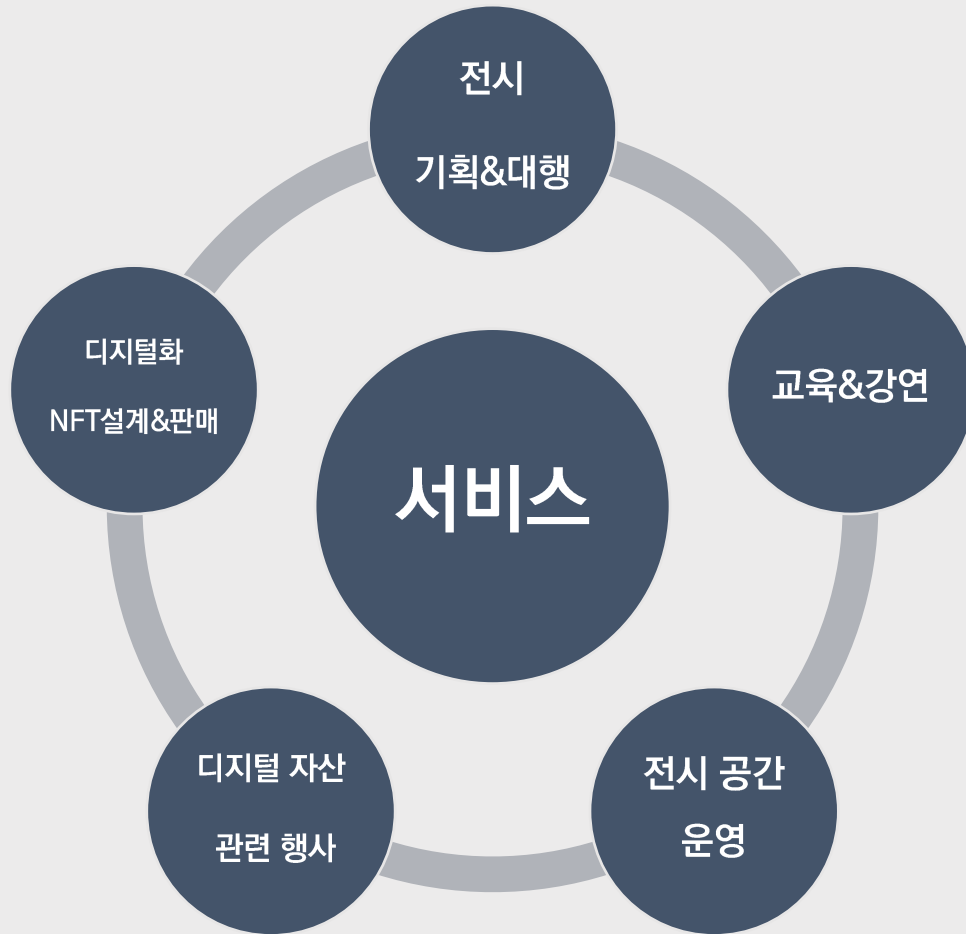 전시
기획&대행
디지털화
NFT설계&판매
교육&강연
서비스
디지털 자산
관련 행사
전시 공간
운영